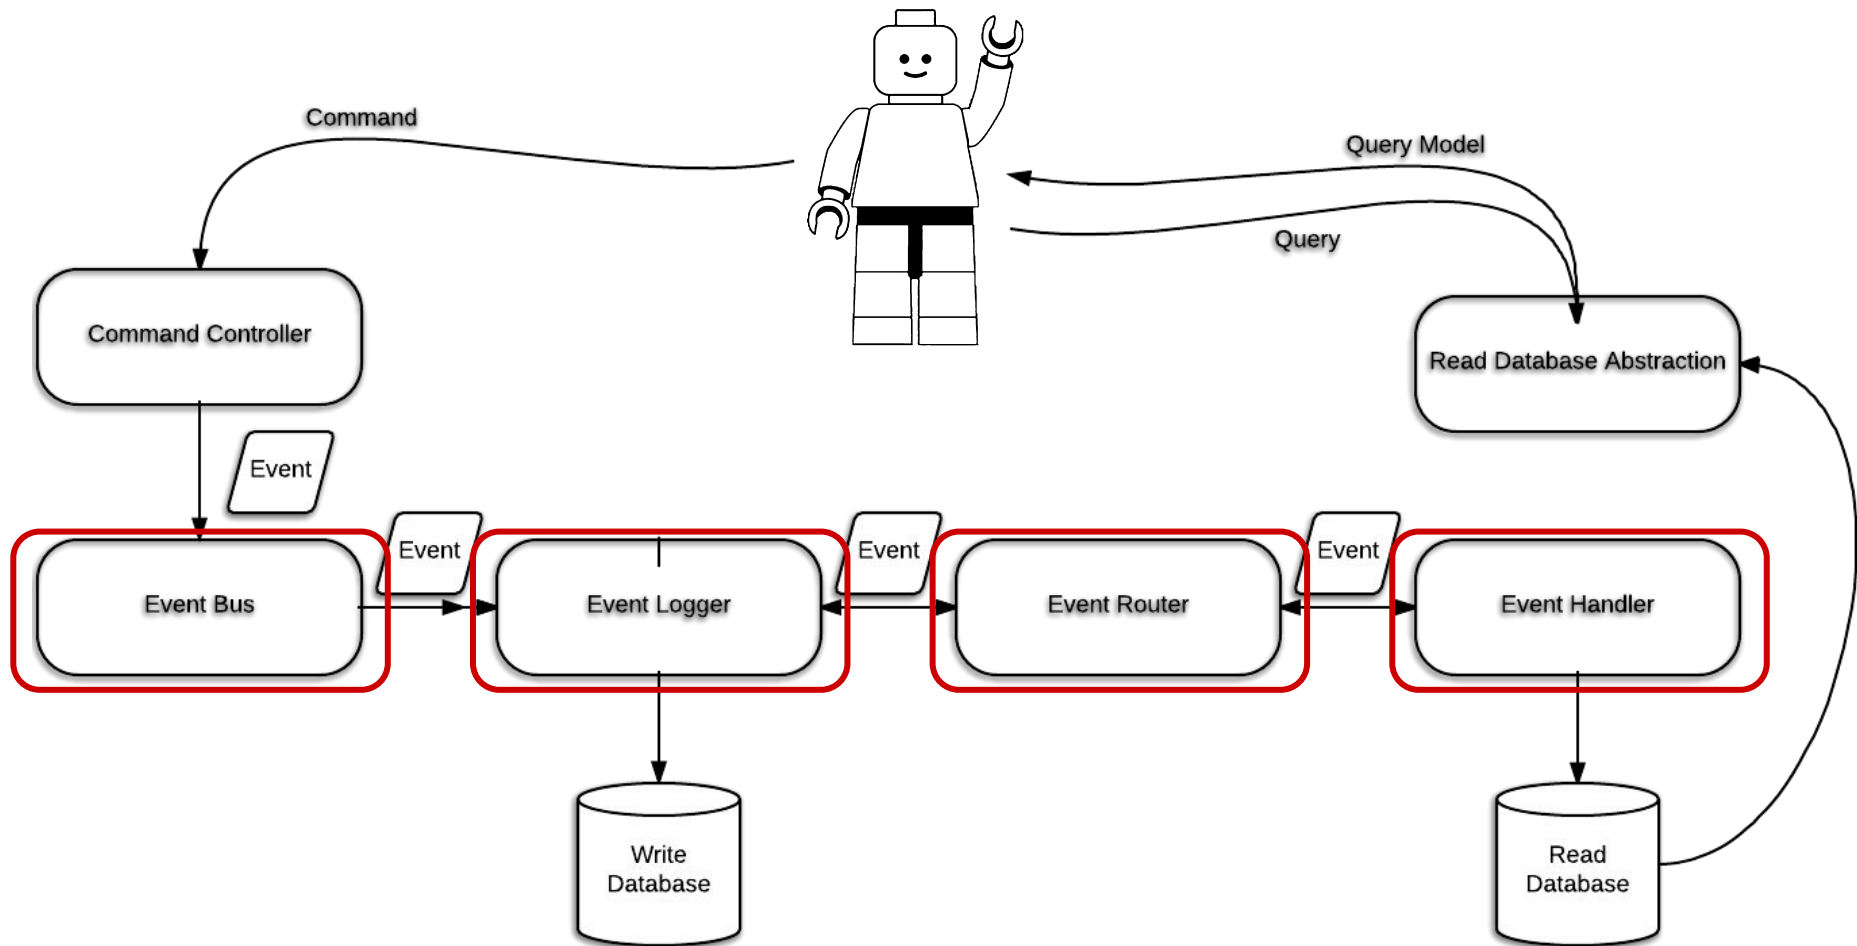 Command
Query Model
Query
Command Controller
Read Database Abstraction
Event
Event
Event
Event
Event Bus
Event Logger
Event Router
Event Handler
Write
Database
Read
Database